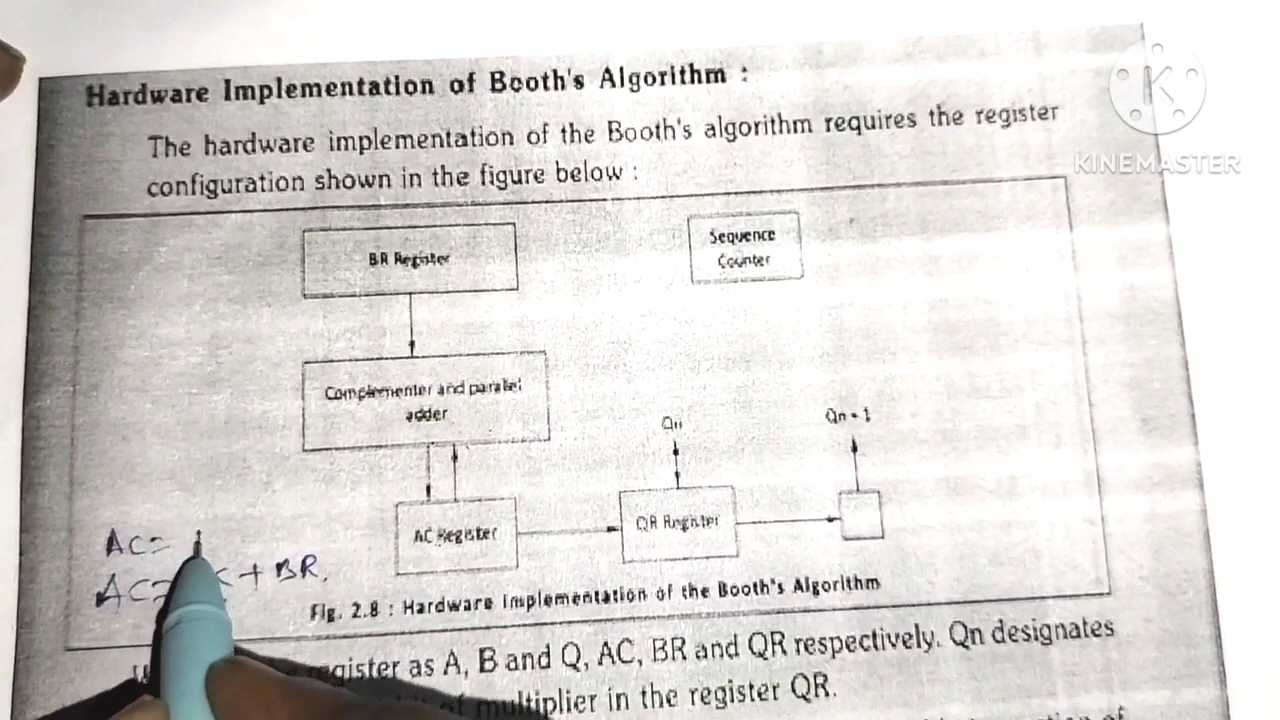 Hardware Implementation of Booth's Algorithm :
K
KINEMASTER
The hardware implementation of the Booth's algorithm requires the register
configuration shown in the figure below :
BR Register
Sequence
Counter
Complementer and parallel
adder
Qn
Qn - 1
AC Register
QR Register
AC =
AC = + BR,
Fig. 2.8 : Hardware Implementation of the Booth's Algorithm
register as A, B and Q, AC, BR and QR respectively. Qn designates
multiplier in the register QR.